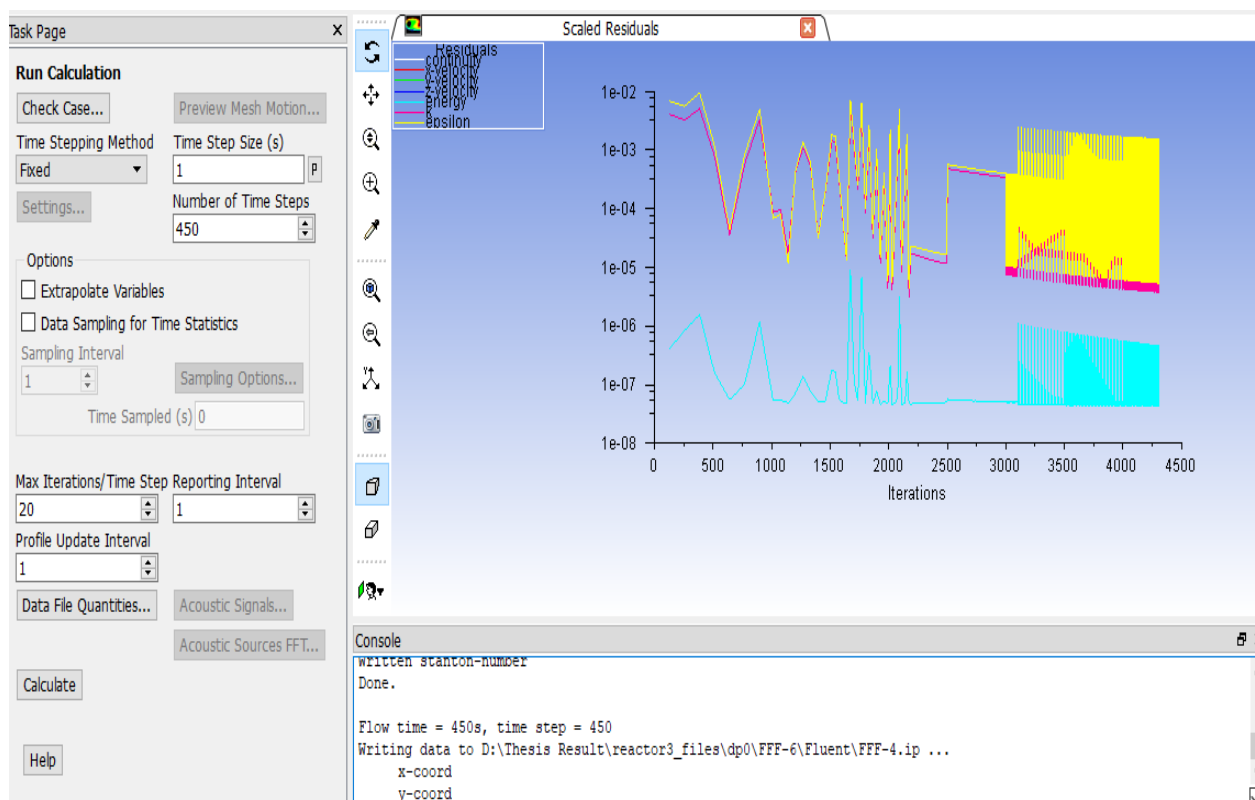 Task Page
X
Run Calculation
Check Case...
Preview Mesh Motion...
Time Stepping Method
Time Step Size (s)
Fixed
1
P
Settings...
Number of Time Steps
450
Options
Extrapolate Variables
Data Sampling for Time Statistics
Sampling Interval
1
Sampling Options...
Time Sampled (s) 0
Max Iterations/Time Step
Reporting Interval
20
1
Profile Update Interval
1
Data File Quantities...
Acoustic Signals...
Acoustic Sources FFT...
Calculate
Help
Scaled Residuals
Residuals
continuity
x-velocity
y-velocity
z-velocity
energy
epsilon
1e-02
1e-03
1e-04
1e-05
1e-06
1e-07
1e-08
0 500 1000 1500 2000 2500 3000 3500 4000 4500
Iterations
Console
Written stanton-number
Done.
Flow time = 450s, time step = 450
Writing data to D:\Thesis Result\reactor3_files\dp0\FFF-6\Fluent\FFF-4.ip ...
x-coord
y-coord